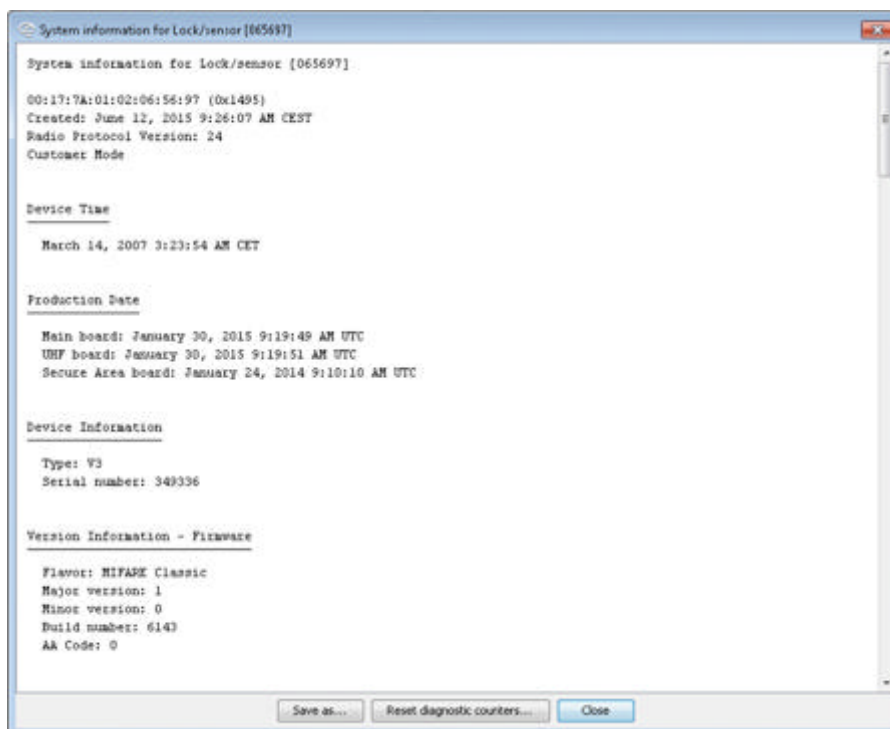 System information for Lock/sensor [065697]
System information for Lock/sensor [065697]
00:17:7A:01:02:06:56:97 (0x1495)
Created: June 12, 2015 9:26:07 AM CEST
Radio Protocol Version: 24
Customer Mode
Device Time
March 14, 2007 3:23:54 AM CET
Production Date
Main board: January 30, 2015 9:19:49 AM UTC
UHF board: January 30, 2015 9:19:51 AM UTC
Secure Area board: January 24, 2014 9:10:10 AM UTC
Device Information
Type: V3
Serial number: 349336
Version Information - Firmware
Flavor: MIFARE Classic
Major version: 1
Minor version: 0
Build number: 6143
AA Code: 0
Save as... Reset diagnostic counters... Close